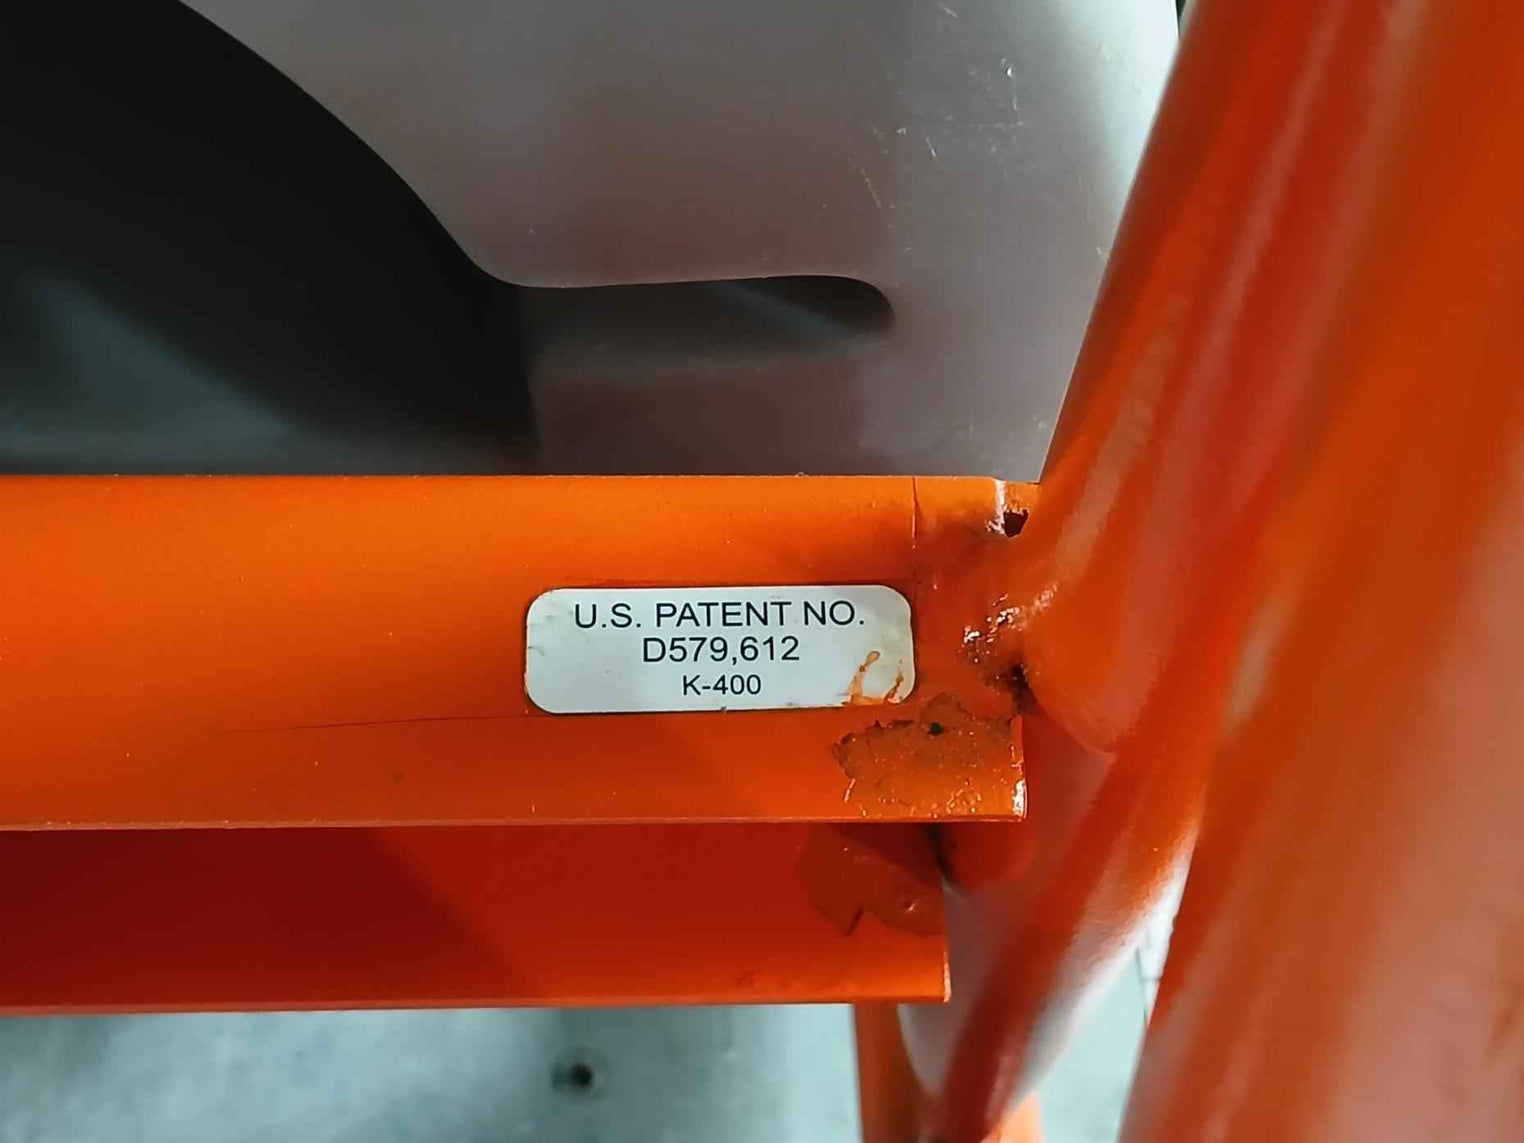 U.S. PATENT NO.
D579,612
K-400